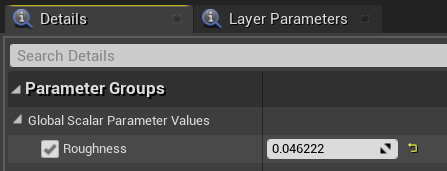 Details
Layer Parameters
Search Details
Parameter Groups
Global Scalar Parameter Values
Roughness
0.046222